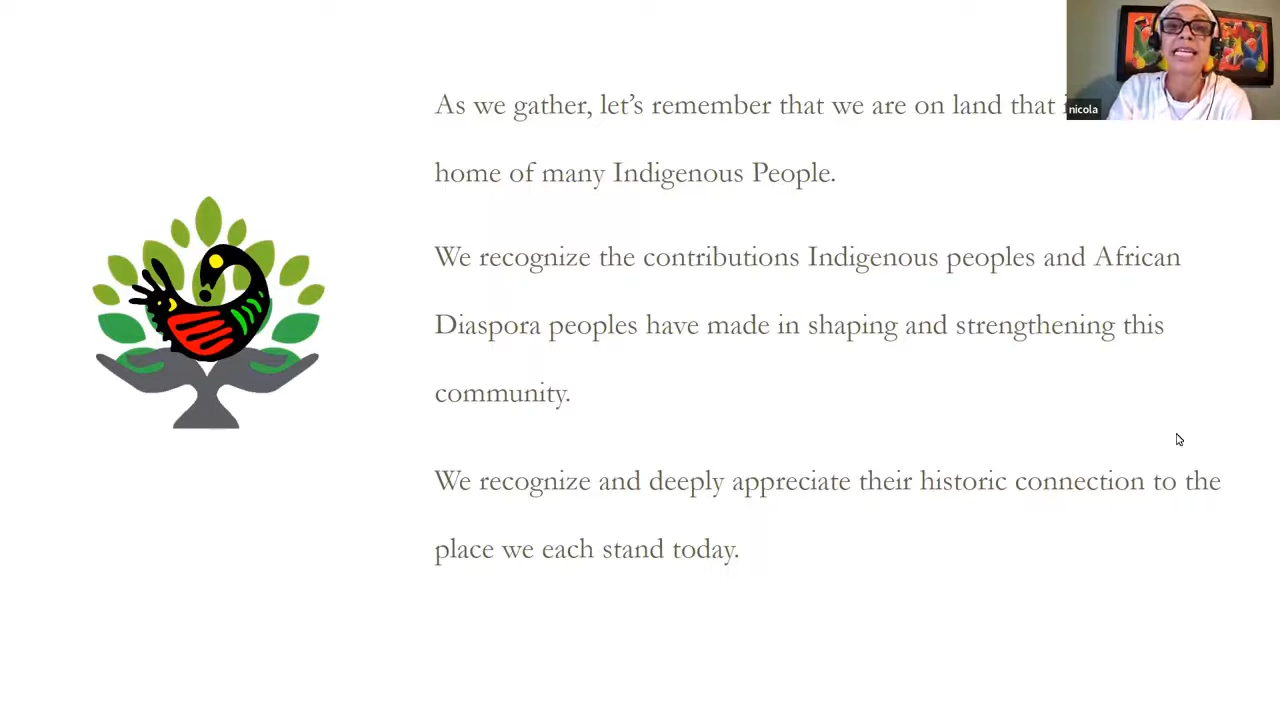 As we gather, let's remember that we are on land that
home of many Indigenous People.
We recognize the contributions Indigenous peoples and African
Diaspora peoples have made in shaping and strengthening this
community.
We recognize and deeply appreciate their historic connection to the
place we each stand today.
nicola